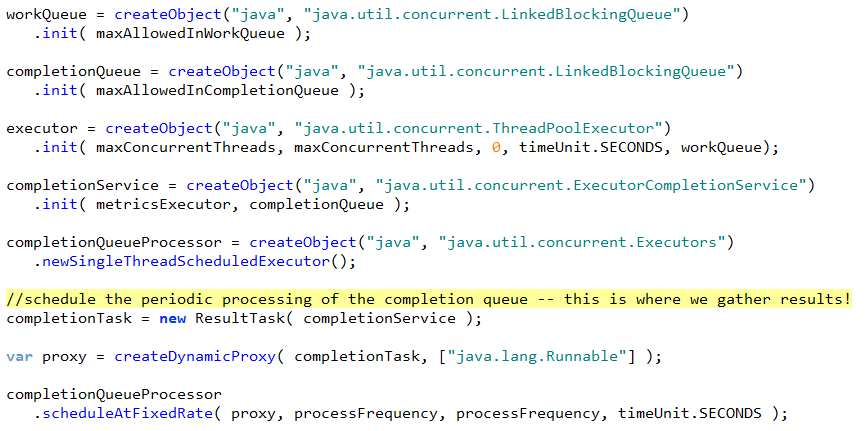 workQueue = createObject("java", "java.util.concurrent.LinkedBlockingQueue")
   .init( maxAllowedInWorkQueue );
completionQueue = createObject("java", "java.util.concurrent.LinkedBlockingQueue")
   .init( maxAllowedInCompletionQueue );
executor = createObject("java", "java.util.concurrent.ThreadPoolExecutor")
   .init( maxConcurrentThreads, maxConcurrentThreads, 0, timeUnit.SECONDS, workQueue);
completionService = createObject("java", "java.util.concurrent.ExecutorCompletionService")
   .init( metricsExecutor, completionQueue );
completionQueueProcessor = createObject("java", "java.util.concurrent.Executors")
   .newSingleThreadScheduledExecutor();
//schedule the periodic processing of the completion queue -- this is where we gather results!
completionTask = new ResultTask( completionService );
var proxy = createDynamicProxy( completionTask, ["java.lang.Runnable"] );
completionQueueProcessor
   .scheduleAtFixedRate( proxy, processFrequency, processFrequency, timeUnit.SECONDS );